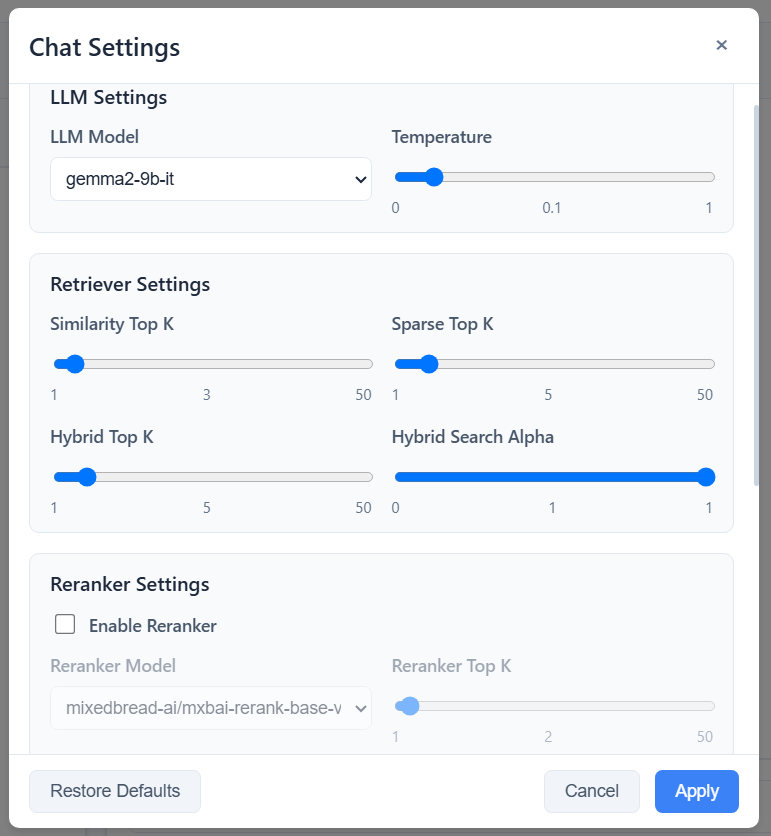 Chat Settings ×
LLM Settings
LLM Model Temperature
gemma2-9b-it
0 0.1 1
Retriever Settings
Similarity Top K Sparse Top K
1 3 50 1 5 50
Hybrid Top K Hybrid Search Alpha
1 5 50 0 1 1
Reranker Settings
Enable Reranker
Reranker Model Reranker Top K
mixedbread-ai/mxbai-rerank-base-v
1 2 50
Restore Defaults Cancel Apply